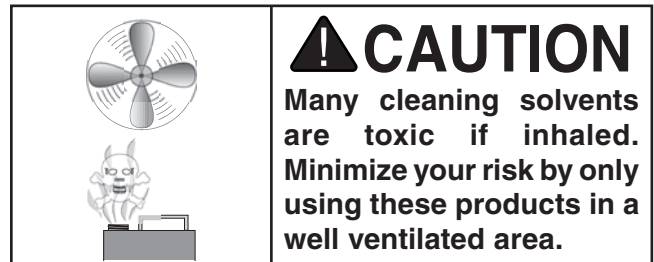 CAUTION
Many cleaning solvents
are toxic if inhaled.
Minimize your risk by only
using these products in a
well ventilated area.